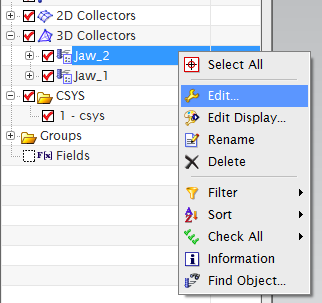 2D Collectors
3D Collectors
Jaw_2
Jaw_1
CSYS
1 - csys
Groups
F(x) Fields
Select All
Edit...
Edit Display...
Rename
Delete
Filter
Sort
Check All
Information
Find Object...